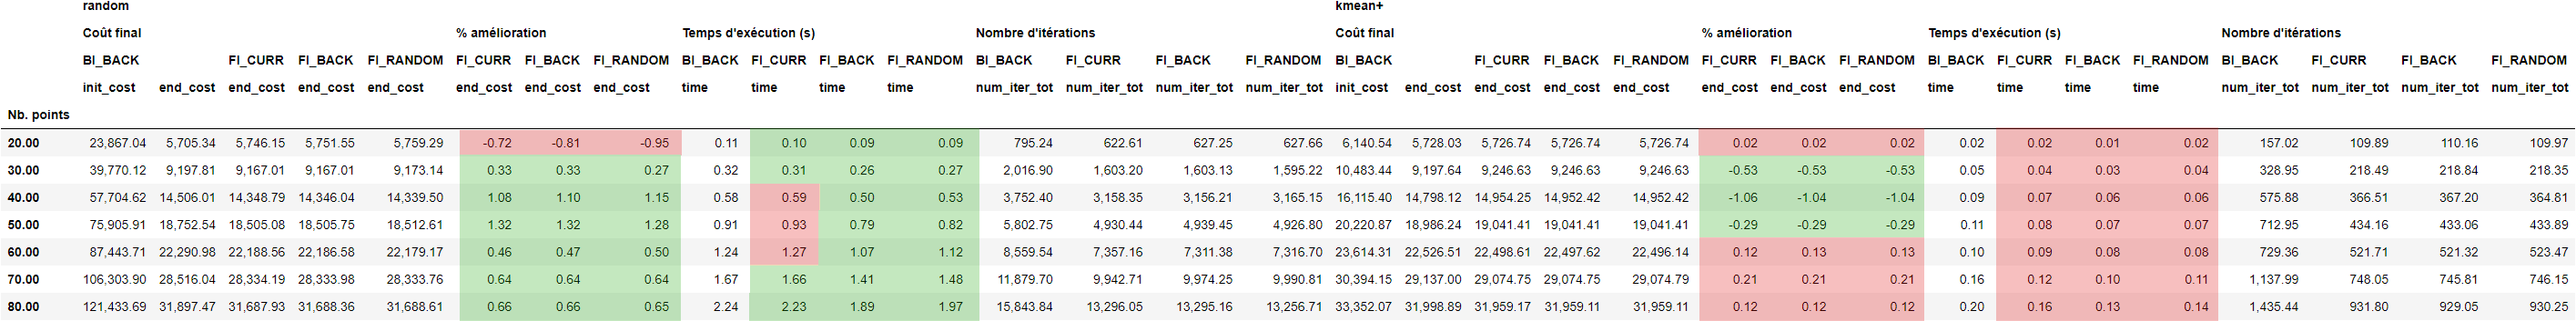 random kmean+
Coût final % amélioration Temps d'exécution (s) Nombre d'itérations Coût final % amélioration Temps d'exécution (s) Nombre d'itérations
BI_BACK FI_CURR FI_BACK FI_RANDOM FI_CURR FI_BACK FI_RANDOM BI_BACK FI_CURR FI_BACK FI_RANDOM BI_BACK FI_CURR FI_BACK FI_RANDOM BI_BACK FI_CURR FI_BACK FI_RANDOM FI_CURR FI_BACK FI_RANDOM BI_BACK FI_CURR FI_BACK FI_RANDOM BI_BACK FI_CURR FI_BACK FI_RANDOM
init_cost end_cost end_cost end_cost end_cost end_cost end_cost end_cost time time time time num_iter_tot num_iter_tot num_iter_tot num_iter_tot init_cost end_cost end_cost end_cost end_cost end_cost end_cost end_cost time time time time num_iter_tot num_iter_tot num_iter_tot num_iter_tot
Nb. points
20.00 23,867.04 5,705.34 5,746.15 5,751.55 5,759.29 -0.72 -0.81 -0.95 0.11 0.10 0.09 0.09 795.24 622.61 627.25 627.66 6,140.54 5,728.03 5,726.74 5,726.74 5,726.74 0.02 0.02 0.02 0.02 0.02 0.01 0.02 157.02 109.89 110.16 109.97
30.00 39,770.12 9,197.81 9,167.01 9,167.01 9,173.14 0.33 0.33 0.27 0.32 0.31 0.26 0.27 2,016.90 1,603.20 1,603.13 1,595.22 10,483.44 9,197.64 9,246.63 9,246.63 9,246.63 -0.53 -0.53 -0.53 0.05 0.04 0.03 0.04 328.95 218.49 218.84 218.35
40.00 57,704.62 14,506.01 14,348.79 14,346.04 14,339.50 1.08 1.10 1.15 0.58 0.59 0.50 0.53 3,752.40 3,158.35 3,156.21 3,165.15 16,115.40 14,798.12 14,954.25 14,952.42 14,952.42 -1.06 -1.04 -1.04 0.09 0.07 0.06 0.06 575.88 366.51 367.20 364.81
50.00 75,905.91 18,752.54 18,505.08 18,505.75 18,512.61 1.32 1.32 1.28 0.91 0.93 0.79 0.82 5,802.75 4,930.44 4,939.45 4,926.80 20,220.87 18,986.24 19,041.41 19,041.41 19,041.41 -0.29 -0.29 -0.29 0.11 0.08 0.07 0.07 712.95 434.16 433.06 433.89
60.00 87,443.71 22,290.98 22,188.56 22,186.58 22,179.17 0.46 0.47 0.50 1.24 1.27 1.07 1.12 8,559.54 7,357.16 7,311.38 7,316.70 23,614.31 22,526.51 22,498.61 22,497.62 22,496.14 0.12 0.13 0.13 0.10 0.09 0.08 0.08 729.36 521.71 521.32 523.47
70.00 106,303.90 28,516.04 28,334.19 28,333.98 28,333.76 0.64 0.64 0.64 1.67 1.66 1.41 1.48 11,879.70 9,942.71 9,974.25 9,990.81 30,394.15 29,137.00 29,074.75 29,074.75 29,074.79 0.21 0.21 0.21 0.16 0.12 0.10 0.11 1,137.99 748.05 745.81 746.15
80.00 121,433.69 31,897.47 31,687.93 31,688.36 31,688.61 0.66 0.66 0.65 2.24 2.23 1.89 1.97 15,843.84 13,296.05 13,295.16 13,256.71 33,352.07 31,998.89 31,959.17 31,959.11 31,959.11 0.12 0.12 0.12 0.20 0.16 0.13 0.14 1,435.44 931.80 929.05 930.25